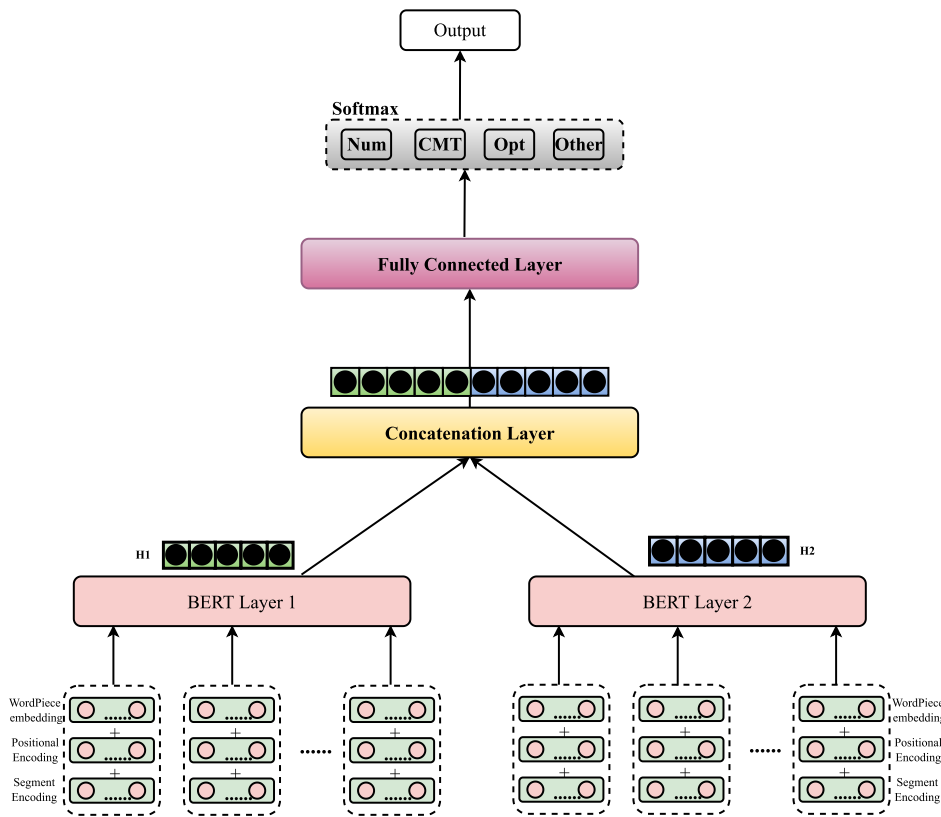 Output
Softmax
Num CMT Opt Other
Fully Connected Layer
Concatenation Layer
H1
H2
BERT Layer 1
BERT Layer 2
WordPiece
embedding
WordPiece
embedding
+ + + + + +
Positional
Encoding
Positional
Encoding
+ + + + + +
Segment
Encoding
Segment
Encoding